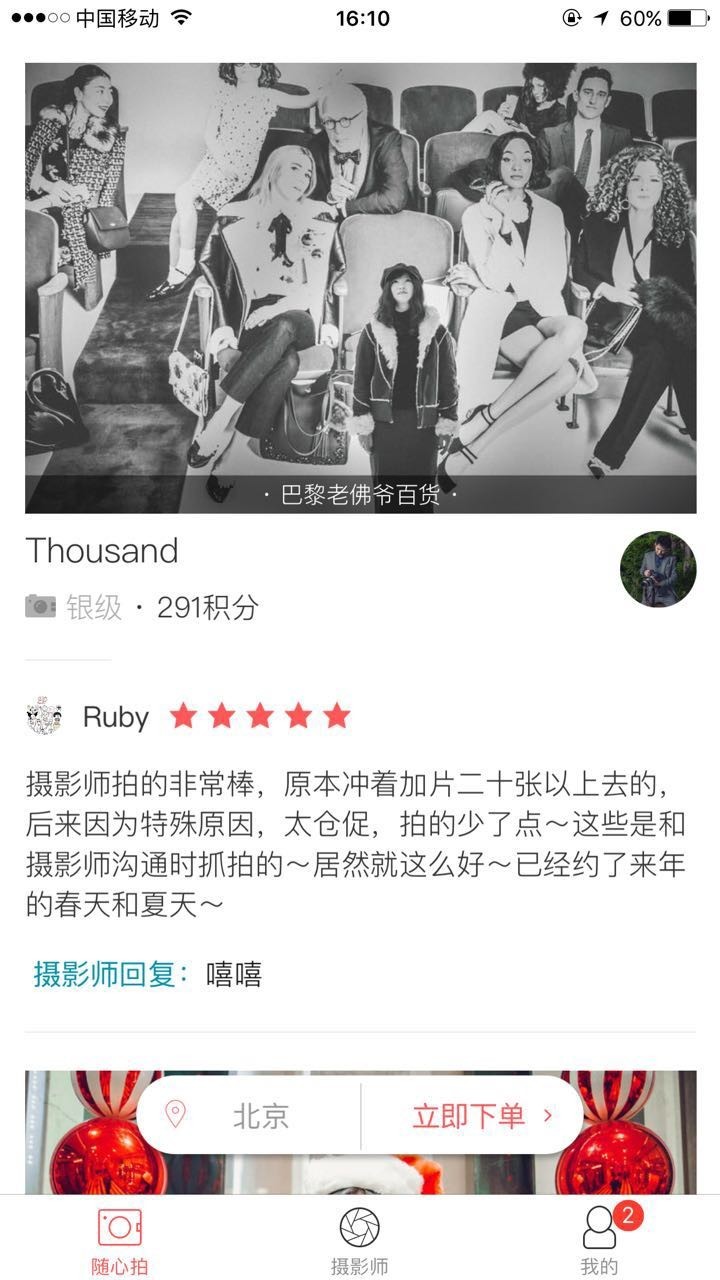 中国移动
16:10
60%
· 巴黎老佛爷百货 ·
Thousand
银级 · 291积分
Ruby
摄影师拍的非常棒，原本冲着加片二十张以上去的，
后来因为特殊原因，太仓促，拍的少了点～这些是和
摄影师沟通时抓拍的～居然就这么好～已经约了来年
的春天和夏天～
摄影师回复：嘻嘻
北京
立即下单
2
随心拍
摄影师
我的